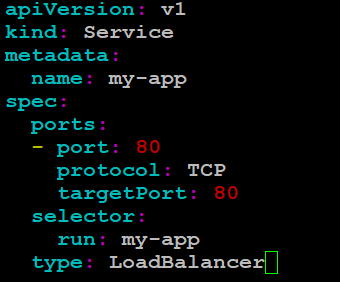 apiVersion: v1
kind: Service
metadata:
  name: my-app
spec:
  ports:
  - port: 80
    protocol: TCP
    targetPort: 80
  selector:
    run: my-app
  type: LoadBalancer